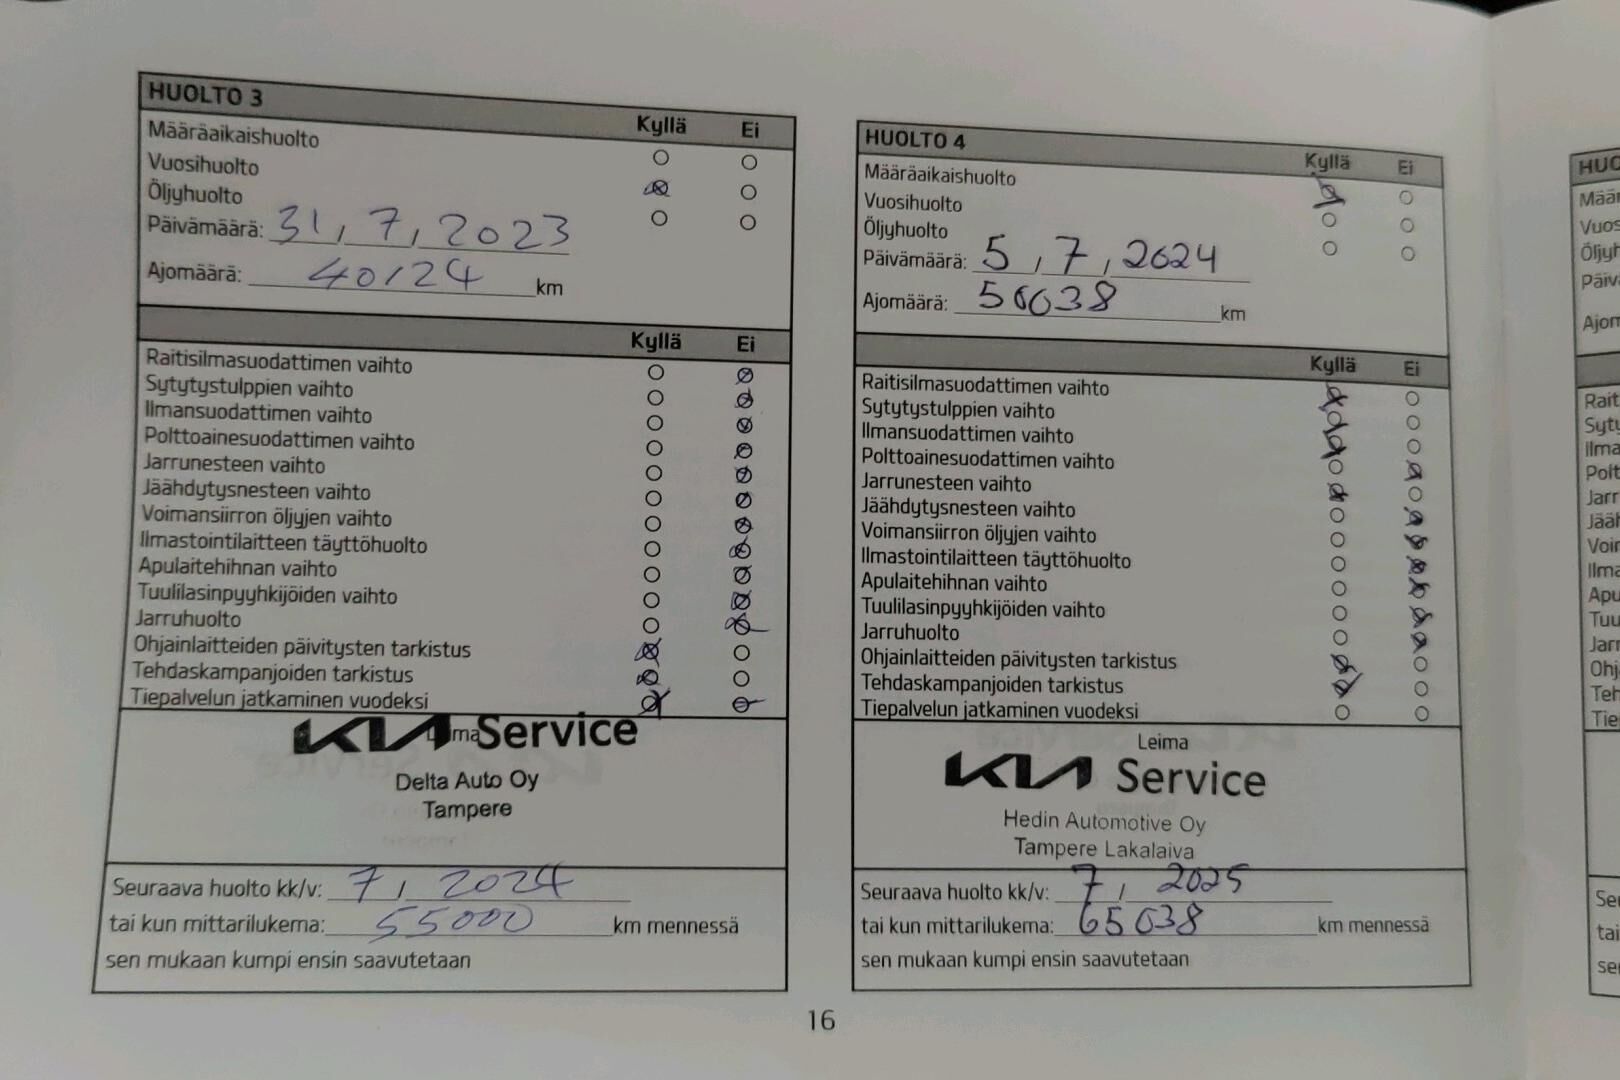 HUOLTO 3
Kyllä Ei
Määräaikaishuolto
Vuosihuolto
Öljyhuolto
Päivämäärä: 31, 7, 2023
Ajomäärä: 40124 km
Kyllä Ei
Raitisilmasuodattimen vaihto
Sytytystulppien vaihto
Ilmansuodattimen vaihto
Polttoainesuodattimen vaihto
Jarrunesteen vaihto
Jäähdytysnesteen vaihto
Voimansiirron öljyjen vaihto
Ilmastointilaitteen täyttöhuolto
Apulaitehihnan vaihto
Tuulilasinpyyhkijöiden vaihto
Jarruhuolto
Ohjainlaitteiden päivitysten tarkistus
Tehdaskampanjoiden tarkistus
Tiepalvelun jatkaminen vuodeksi
Leima
KIA Service
Delta Auto Oy
Tampere
Seuraava huolto kk/v: 7, 2024
tai kun mittarilukema: 55000 km mennessä
sen mukaan kumpi ensin saavutetaan
HUOLTO 4
Kyllä Ei
Määräaikaishuolto
Vuosihuolto
Öljyhuolto
Päivämäärä: 5, 7, 2024
Ajomäärä: 50038 km
Kyllä Ei
Raitisilmasuodattimen vaihto
Sytytystulppien vaihto
Ilmansuodattimen vaihto
Polttoainesuodattimen vaihto
Jarrunesteen vaihto
Jäähdytysnesteen vaihto
Voimansiirron öljyjen vaihto
Ilmastointilaitteen täyttöhuolto
Apulaitehihnan vaihto
Tuulilasinpyyhkijöiden vaihto
Jarruhuolto
Ohjainlaitteiden päivitysten tarkistus
Tehdaskampanjoiden tarkistus
Tiepalvelun jatkaminen vuodeksi
Leima
KIA Service
Hedin Automotive Oy
Tampere Lakalaiva
Seuraava huolto kk/v: 7, 2025
tai kun mittarilukema: 65038 km mennessä
sen mukaan kumpi ensin saavutetaan
16